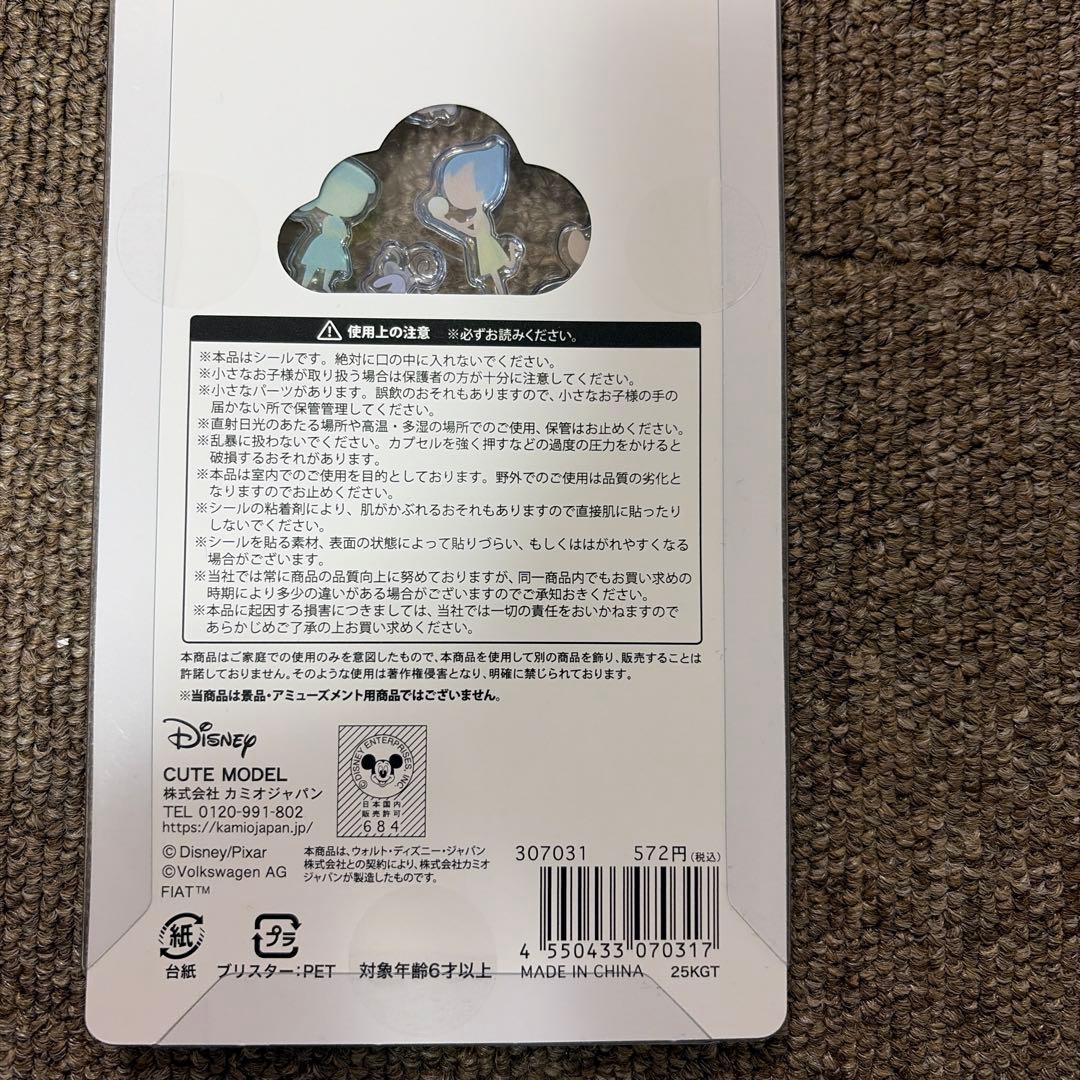 ⚠ 使用上の注意 ※必ずお読みください。
※本品はシールです。絶対に口の中に入れないでください。
※小さなお子様が取り扱う場合は保護者の方が十分に注意してください。
※小さなパーツがあります。誤飲のおそれもありますので、小さなお子様の手の
届かない所で保管管理してください。
※直射日光のあたる場所や高温・多湿の場所でのご使用、保管はお止めください。
※乱暴に扱わないでください。カプセルを強く押すなどの過度の圧力をかけると
破損するおそれがあります。
※本品は室内でのご使用を目的としております。野外でのご使用は品質の劣化と
なりますのでお止めください。
※シールの粘着剤により、肌がかぶれるおそれもありますので直接肌に貼ったり
しないでください。
※シールを貼る素材、表面の状態によって貼りづらい、もしくははがれやすくなる
場合がございます。
※当社では常に商品の品質向上に努めておりますが、同一商品内でもお買い求めの
時期により多少の違いがある場合がございますのでご承知おきください。
※本品に起因する損害につきましては、当社では一切の責任をおいかねますので
あらかじめご了承の上お買い求めください。
本商品はご家庭での使用のみを意図したもので、本商品を使用して別の商品を飾り、販売することは
許諾しておりません。そのような使用は著作権侵害となり、明確に禁じられております。
※当商品は景品・アミューズメント用商品ではございません。
Disney
CUTE MODEL
株式会社 カミオジャパン
TEL 0120-991-802
https://kamiojapan.jp/
©DISNEY ENTERPRISES, INC.
日本国内
販売許可
684
© Disney/Pixar
©Volkswagen AG
FIAT™
本商品は、ウォルト・ディズニー・ジャパン
株式会社との契約により、株式会社カミオ
ジャパンが製造したものです。
307031 572円(税込)
4 550433 070317
紙
台紙
プラ
ブリスター:PET
対象年齢6才以上
MADE IN CHINA 25KGT